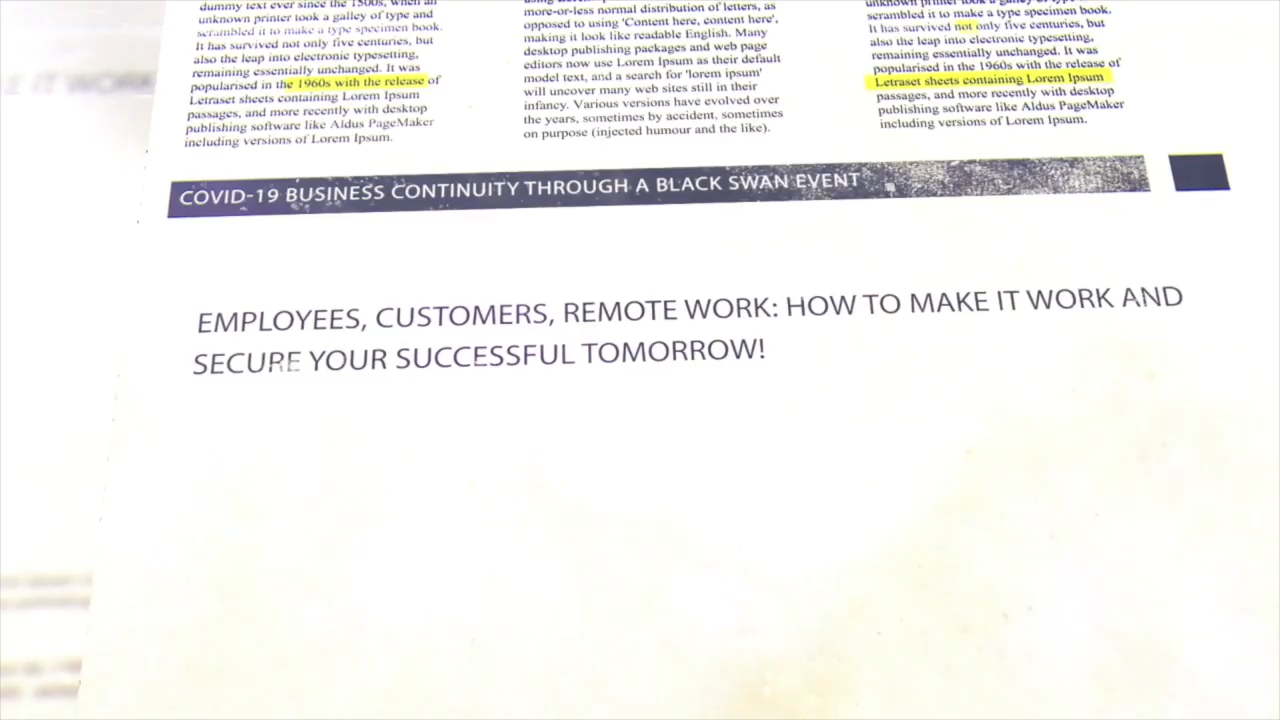 dummy text ever since the 1500s, when an
unknown printer took a galley of type and
scrambled it to make a type specimen book.
It has survived not only five centuries, but
also the leap into electronic typesetting,
remaining essentially unchanged. It was
popularised in the 1960s with the release of
Letraset sheets containing Lorem Ipsum
passages, and more recently with desktop
publishing software like Aldus PageMaker
including versions of Lorem Ipsum.
more-or-less normal distribution of letters, as
opposed to using 'Content here, content here',
making it look like readable English. Many
desktop publishing packages and web page
editors now use Lorem Ipsum as their default
model text, and a search for 'lorem ipsum'
will uncover many web sites still in their
infancy. Various versions have evolved over
the years, sometimes by accident, sometimes
on purpose (injected humour and the like).
unknown printer took a galley of type
scrambled it to make a type specimen book.
It has survived not only five centuries, but
also the leap into electronic typesetting,
remaining essentially unchanged. It was
popularised in the 1960s with the release of
Letraset sheets containing Lorem Ipsum
passages, and more recently with desktop
publishing software like Aldus PageMaker
including versions of Lorem Ipsum.
COVID-19 BUSINESS CONTINUITY THROUGH A BLACK SWAN EVENT
EMPLOYEES, CUSTOMERS, REMOTE WORK: HOW TO MAKE IT WORK AND
SECURE YOUR SUCCESSFUL TOMORROW!